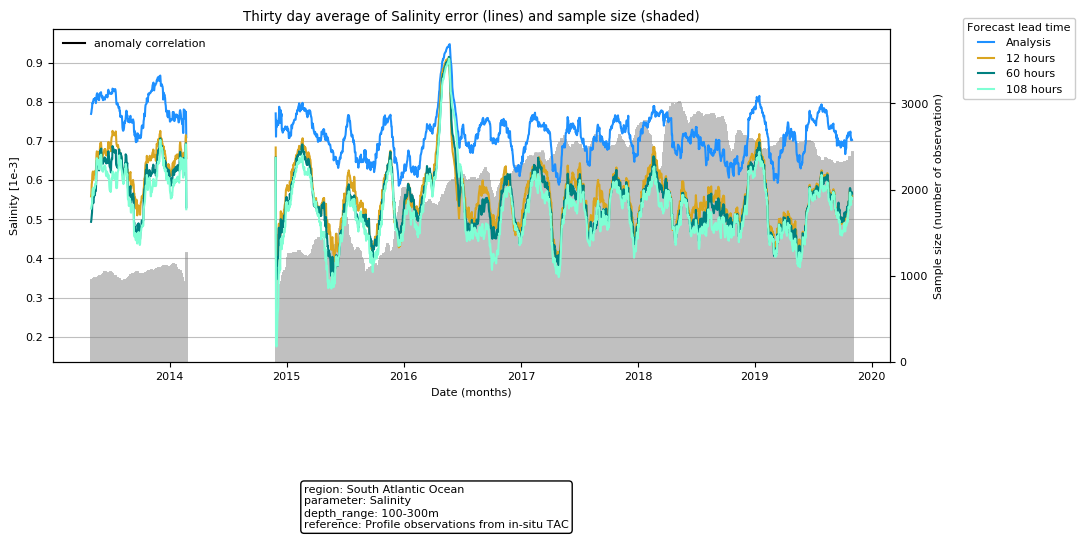 Thirty day average of Salinity error (lines) and sample size (shaded)
anomaly correlation
Forecast lead time
Analysis
12 hours
60 hours
108 hours
Salinity [1e-3]
0.9
0.8
0.7
0.6
0.5
0.4
0.3
0.2
3000
2000
1000
0
Sample size (number of observation)
2014 2015 2016 2017 2018 2019 2020
Date (months)
region: South Atlantic Ocean
parameter: Salinity
depth_range: 100-300m
reference: Profile observations from in-situ TAC